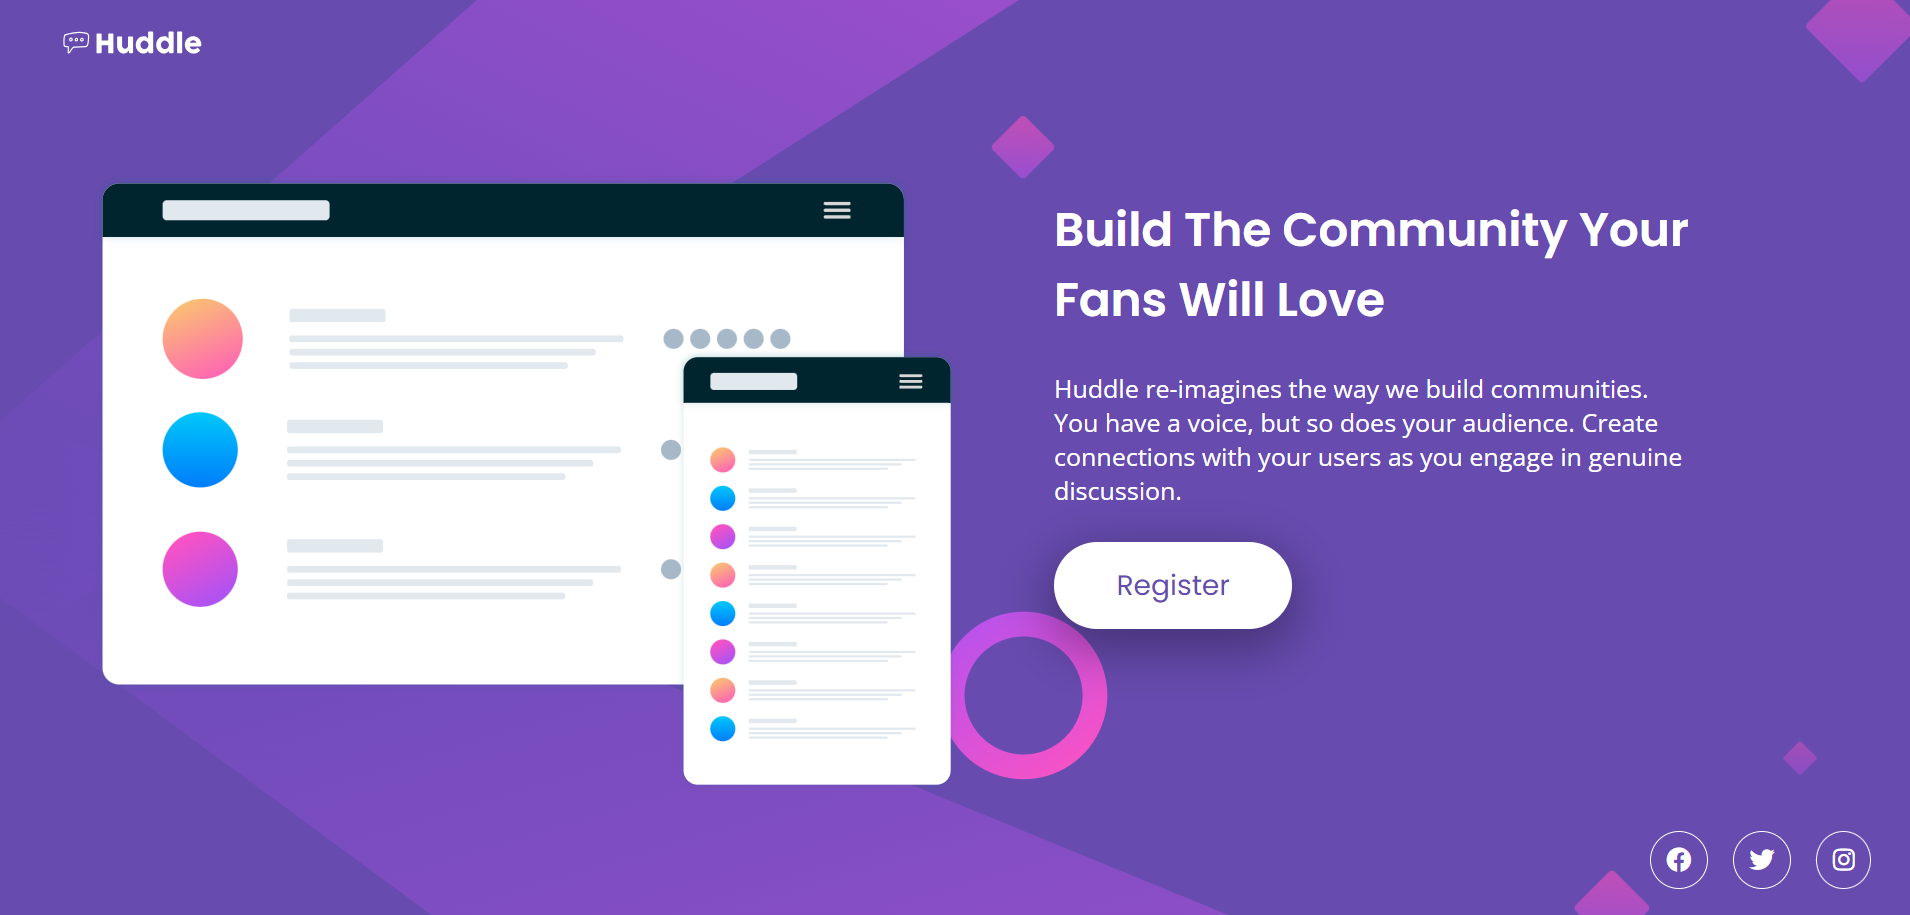 Huddle
Build The Community Your
Fans Will Love
Huddle re-imagines the way we build communities.
You have a voice, but so does your audience. Create
connections with your users as you engage in genuine
discussion.
Register